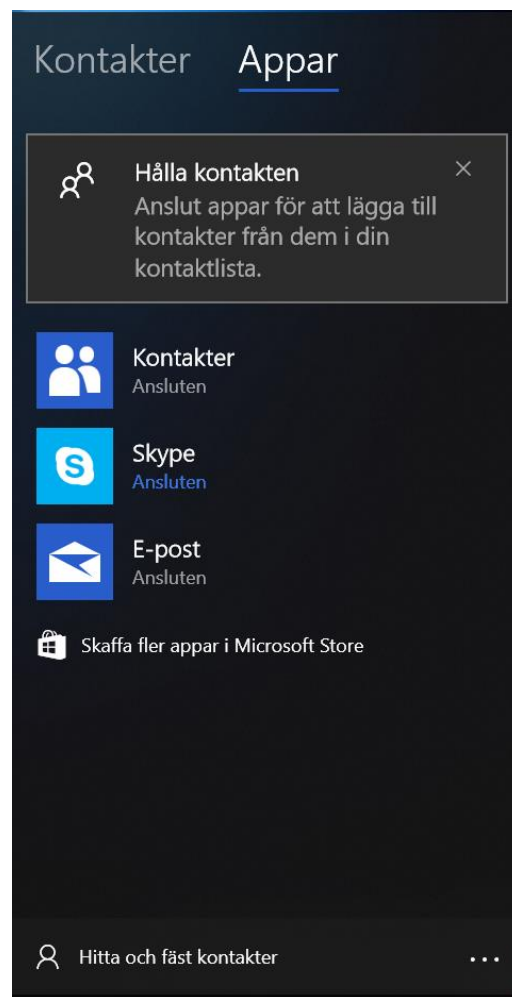 Kontakter Appar
Hålla kontakten
Anslut appar för att lägga till
kontakter från dem i din
kontaktlista.
Kontakter
Ansluten
Skype
Ansluten
E-post
Ansluten
Skaffa fler appar i Microsoft Store
Hitta och fäst kontakter